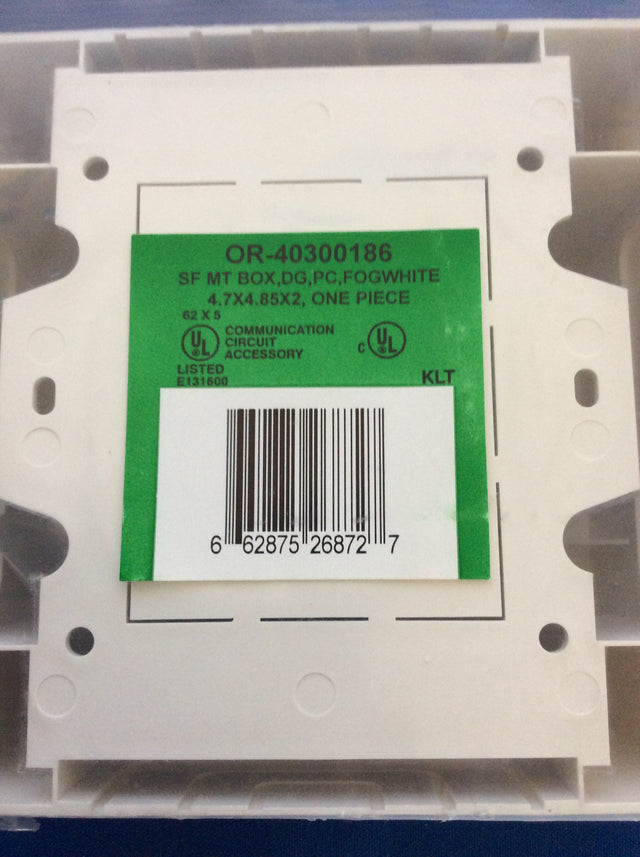 OR-40300186
SF MT BOX,DG,PC,FOGWHITE
4.7X4.85X2, ONE PIECE
62 X 5
UL COMMUNICATION
CIRCUIT
ACCESSORY
C UL
LISTED
E131600
KLT
6 62875 26872 7